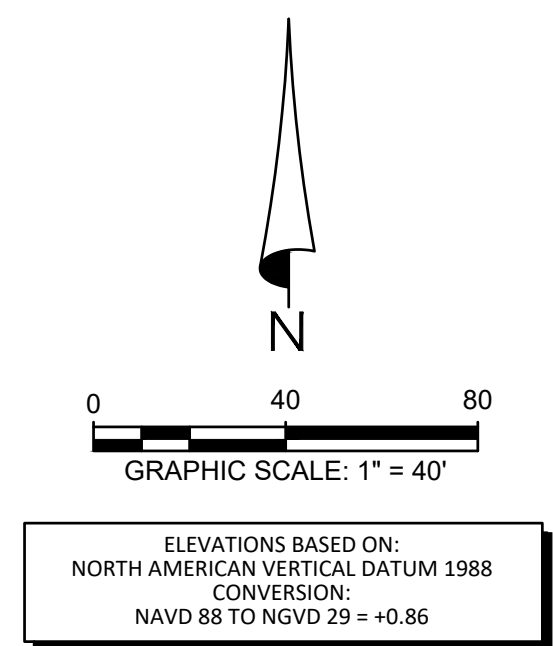 N
0 40 80
GRAPHIC SCALE: 1" = 40'
ELEVATIONS BASED ON:
NORTH AMERICAN VERTICAL DATUM 1988
CONVERSION:
NAVD 88 TO NGVD 29 = +0.86